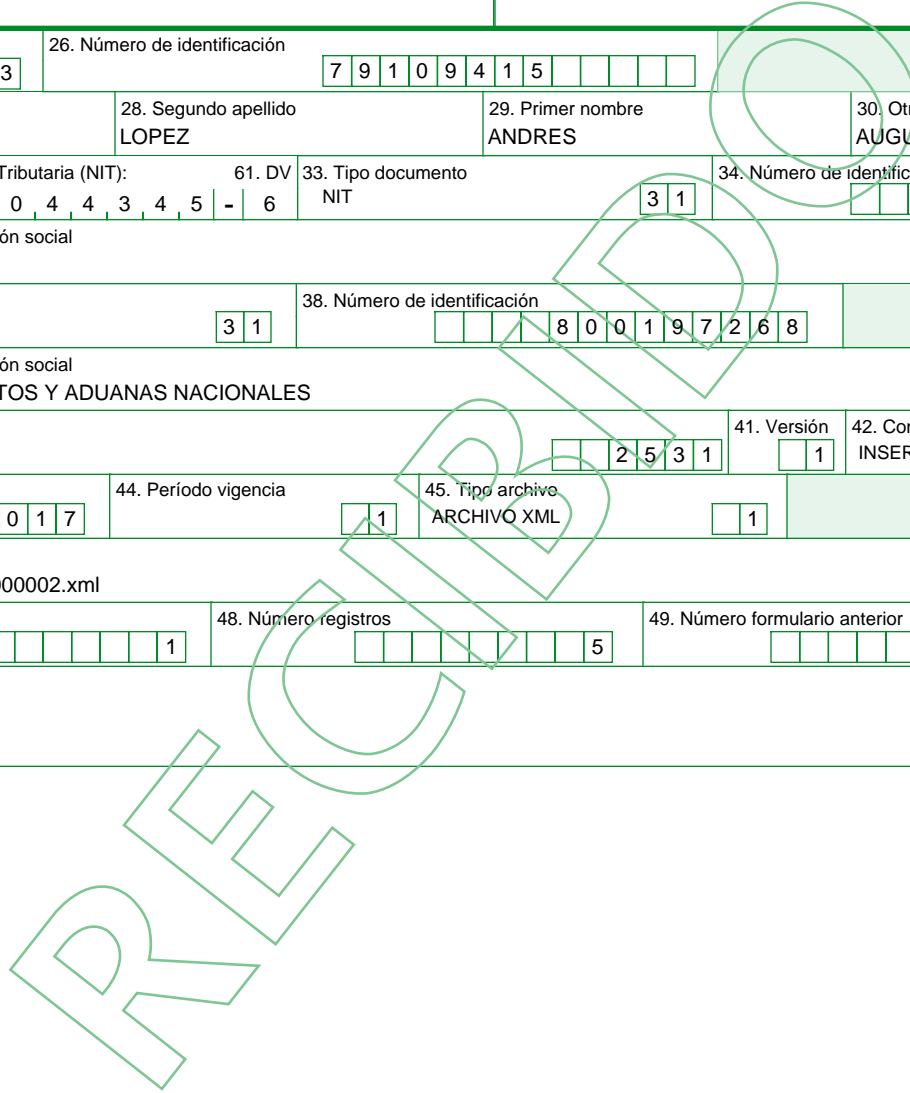 26. Número de identificación
3 7 9 1 0 9 4 1 5
28. Segundo apellido 29. Primer nombre 30. Otr
LOPEZ ANDRES AUGU
Tributaria (NIT): 61. DV 33. Tipo documento 34. Número de identific
0 4 4 3 4 5 - 6 NIT 3 1
ón social
38. Número de identificación
3 1 8 0 0 1 9 7 2 6 8
ón social
TOS Y ADUANAS NACIONALES
41. Versión 42. Con
2 5 3 1 1 INSER
44. Período vigencia 45. Tipo archivo
0 1 7 1 ARCHIVO XML 1
000002.xml
48. Número registros 49. Número formulario anterior
1 5
RECIBIDO